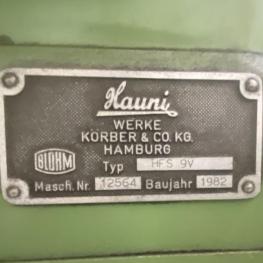 Hauni
WERKE
KÖRBER & CO. KG.
HAMBURG
BLOHM
Typ HFS 9V
Masch. Nr. 12564 Baujahr 1982